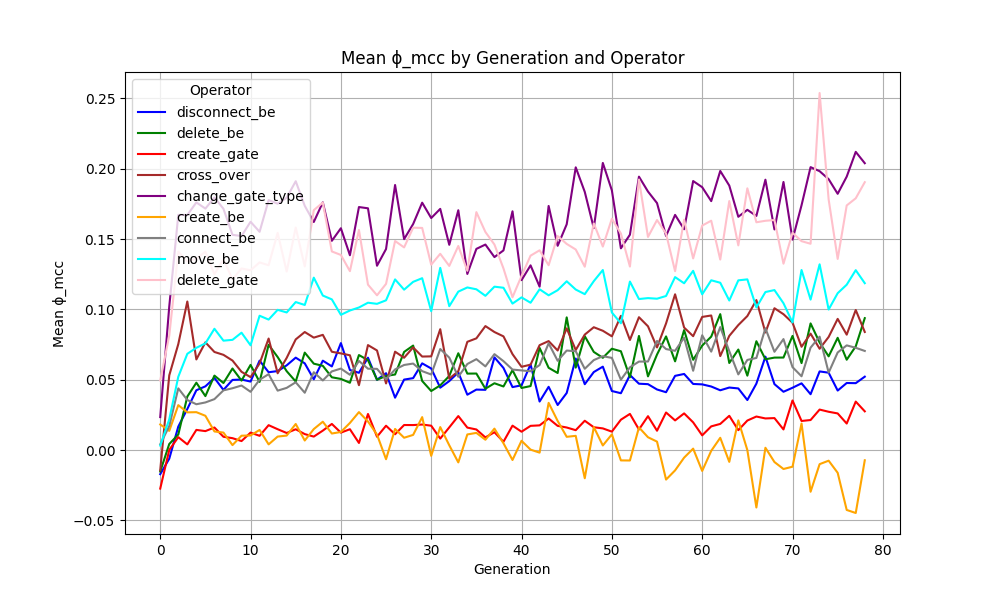 Mean ϕ_mcc by Generation and Operator
Operator
disconnect_be
delete_be
create_gate
cross_over
change_gate_type
create_be
connect_be
move_be
delete_gate
Mean ϕ_mcc
0.25
0.20
0.15
0.10
0.05
0.00
−0.05
0 10 20 30 40 50 60 70 80
Generation